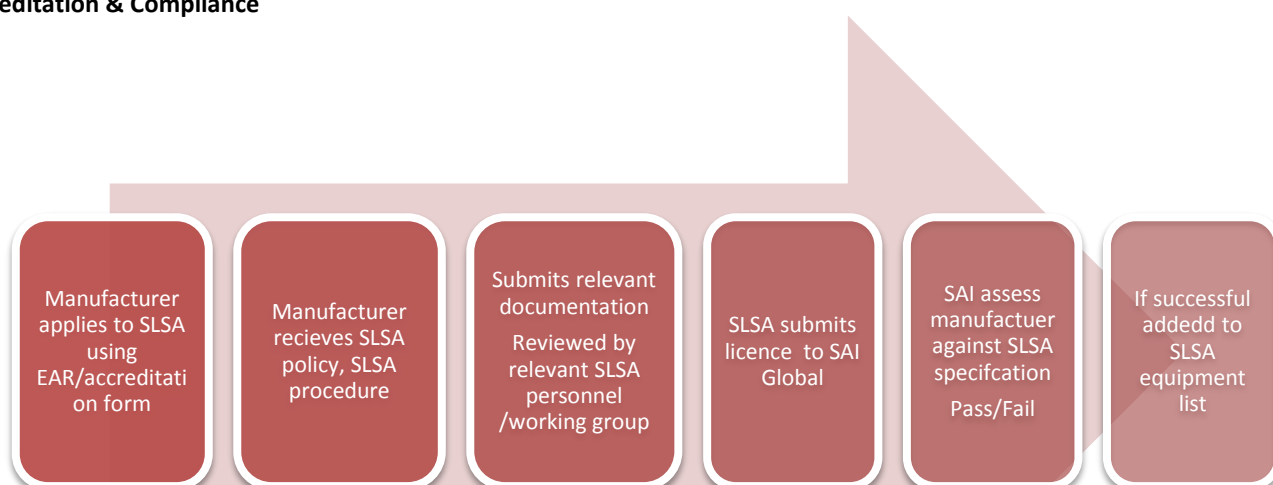 editation & Compliance
Manufacturer
applies to SLSA
using
EAR/accreditati
on form
Manufacturer
recieves SLSA
policy, SLSA
procedure
Submits relevant
documentation
Reviewed by
relevant SLSA
personnel
/working group
SLSA submits
licence to SAI
Global
SAI assess
manufactuer
against SLSA
specifcation
Pass/Fail
If successful
addedd to
SLSA
equipment
list